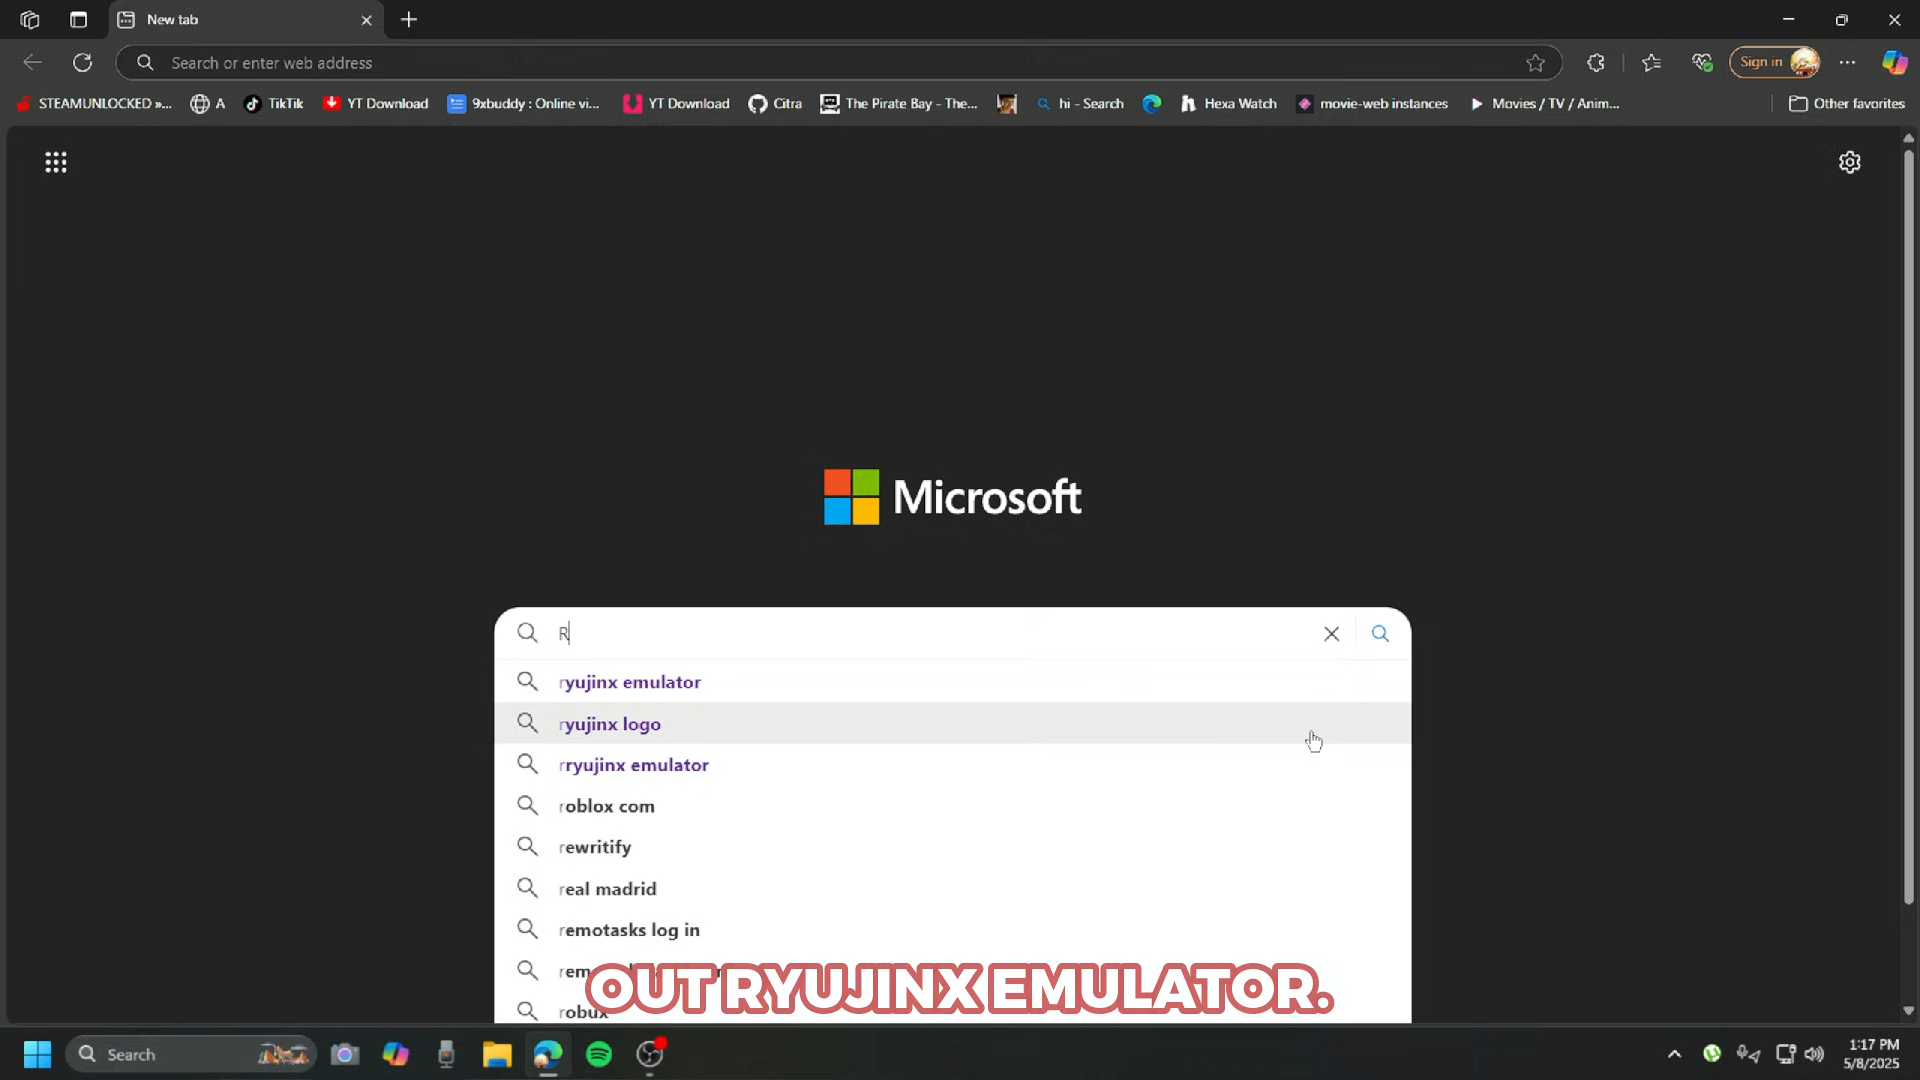 New tab
Search or enter web address
Sign in
STEAMUNLOCKED »...
A
TikTik
YT Download
9xbuddy : Online vi...
YT Download
Citra
The Pirate Bay - The...
hi - Search
Hexa Watch
movie-web instances
Movies / TV / Anim...
Other favorites
Microsoft
R
ryujinx emulator
ryujinx logo
rryujinx emulator
roblox com
rewritify
real madrid
remotasks log in
OUT RYUJINX EMULATOR.
robux
Search
1:17 PM
5/8/2025